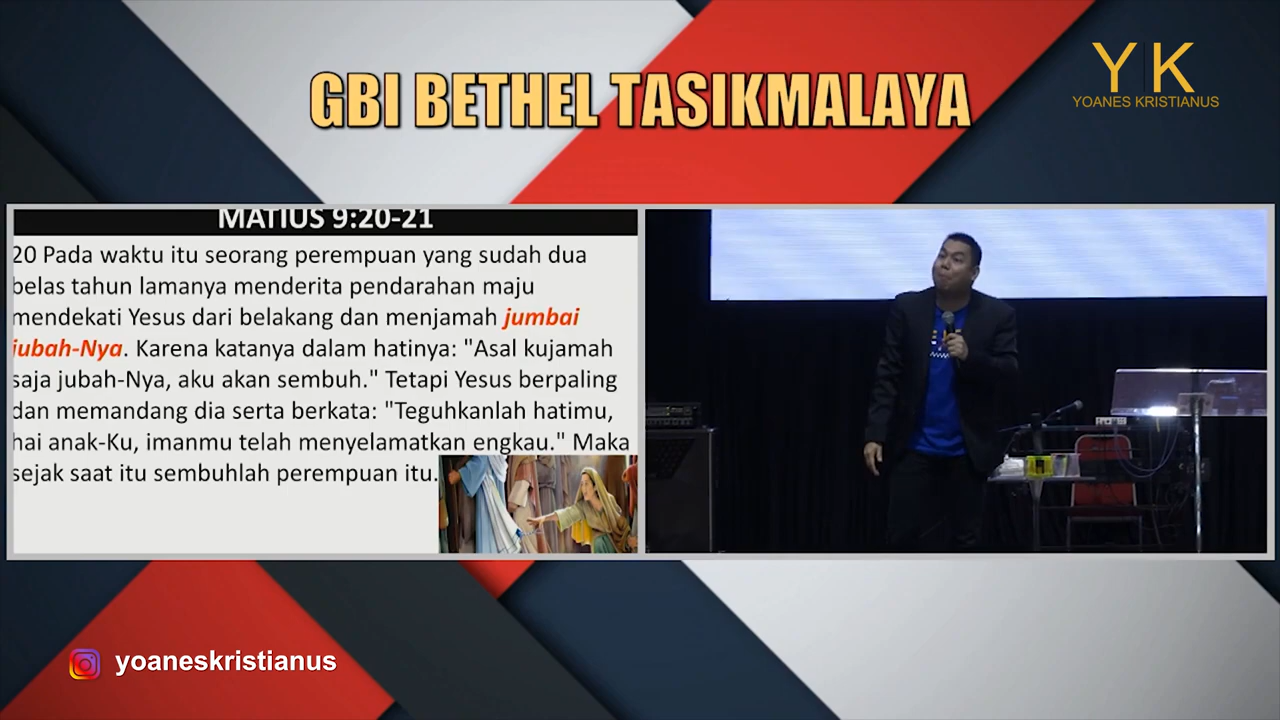 GBI BETHEL TASIKMALAYA
Y K
YOANES KRISTIANUS
MATIUS 9:20-21
20 Pada waktu itu seorang perempuan yang sudah dua
belas tahun lamanya menderita pendarahan maju
mendekati Yesus dari belakang dan menjamah jumbai
jubah-Nya. Karena katanya dalam hatinya: "Asal kujamah
saja jubah-Nya, aku akan sembuh." Tetapi Yesus berpaling
dan memandang dia serta berkata: "Teguhkanlah hatimu,
hai anak-Ku, imanmu telah menyelamatkan engkau." Maka
sejak saat itu sembuhlah perempuan itu.
yoaneskristianus